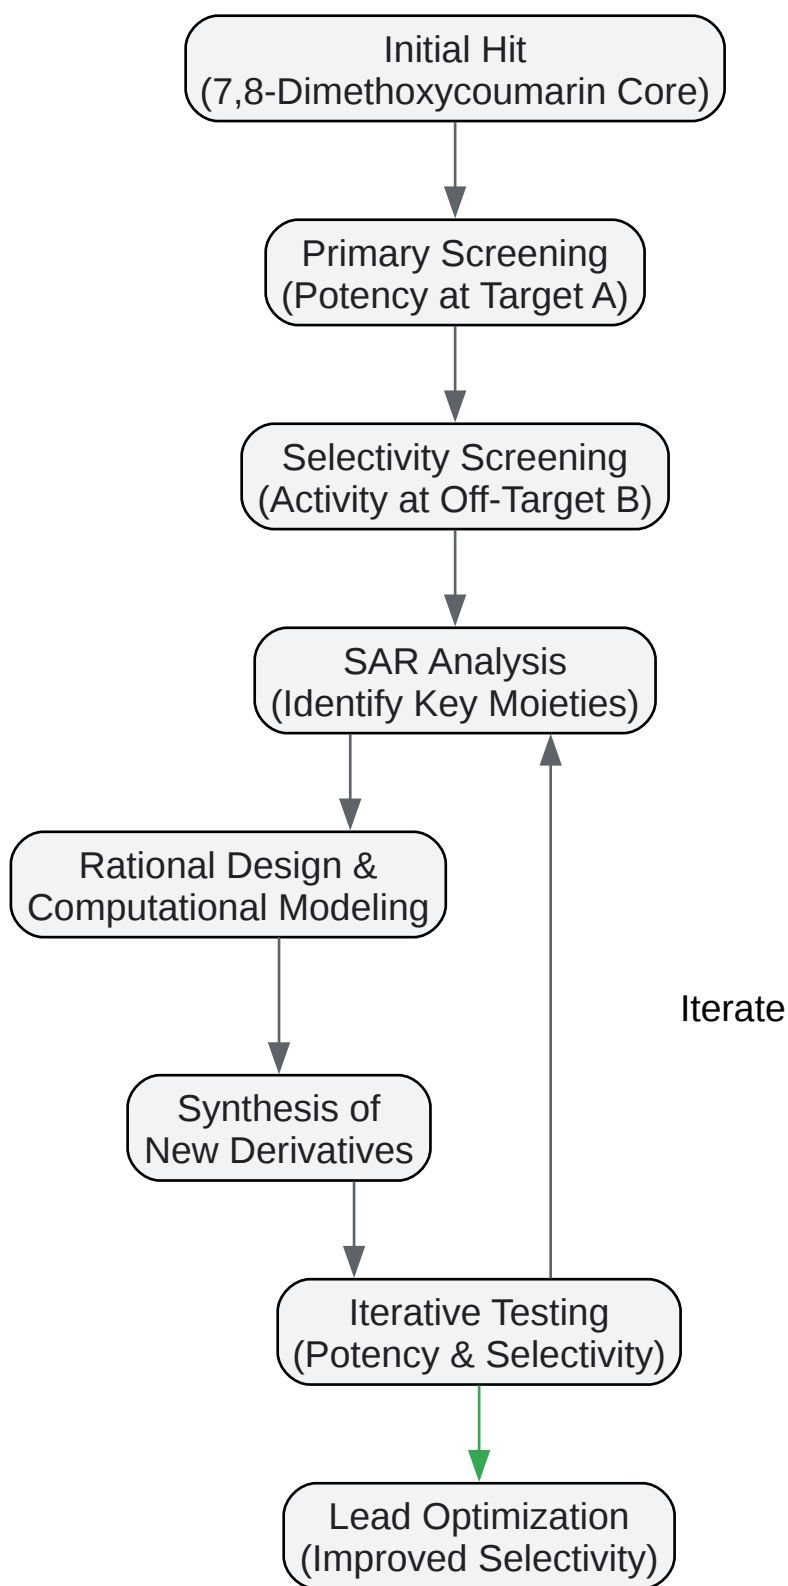 Initial Hit
(7,8-Dimethoxycoumarin Core)
Primary Screening
(Potency at Target A)
Selectivity Screening
(Activity at Off-Target B)
SAR Analysis
(Identify Key Moieties)
Rational Design &
Computational Modeling
Iterate
Synthesis of
New Derivatives
Iterative Testing
(Potency & Selectivity)
Lead Optimization
(Improved Selectivity)